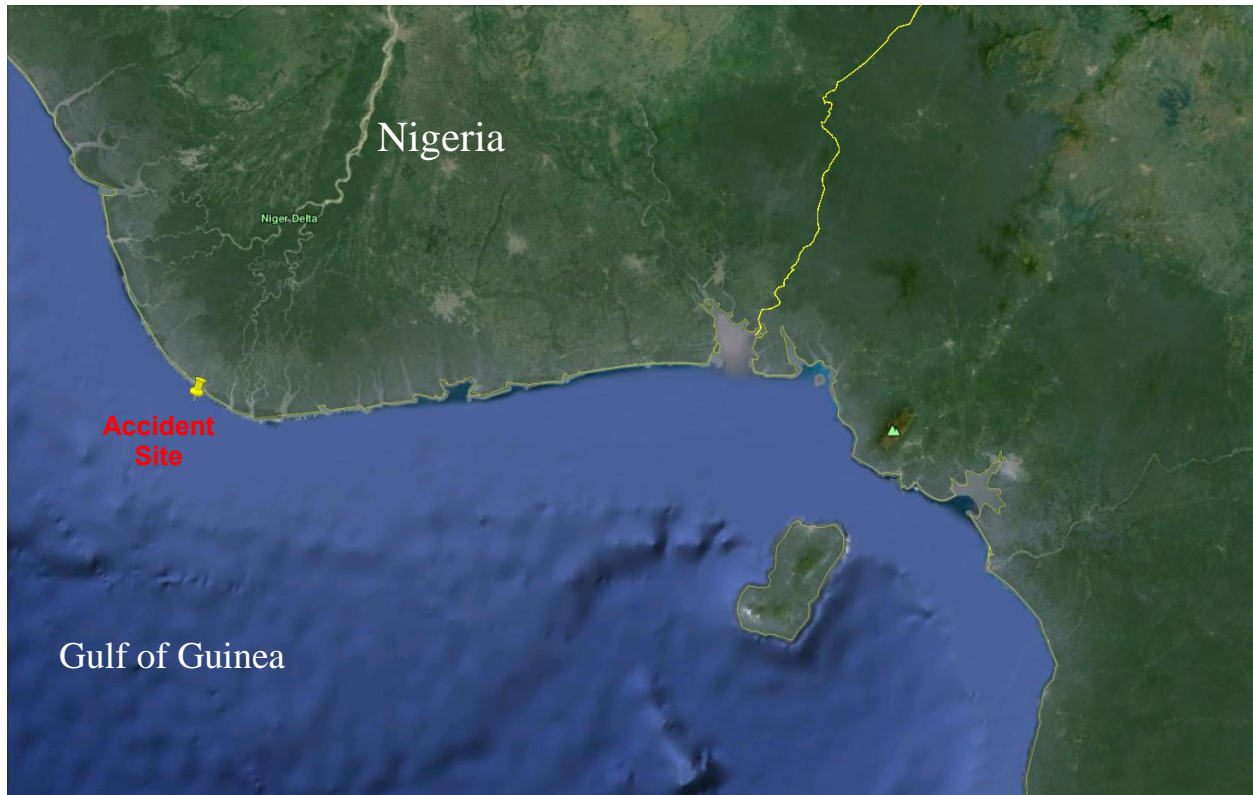 Nigeria
Niger Delta
Accident
Site
Gulf of Guinea